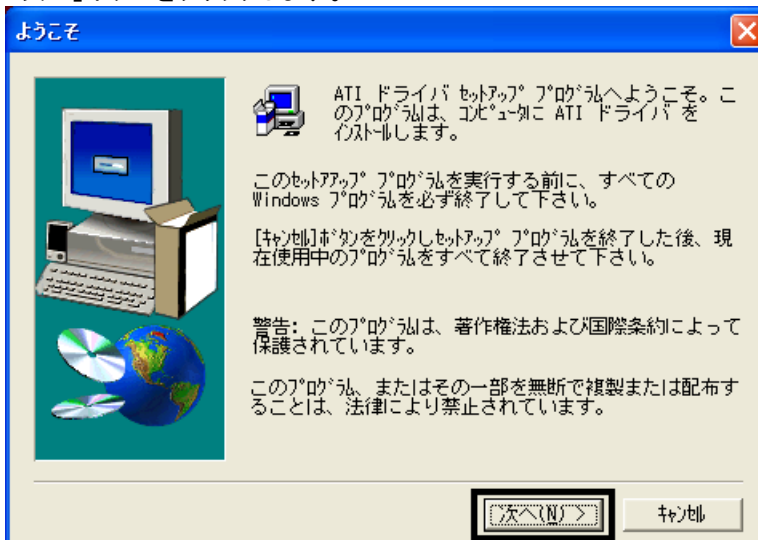 ようこそ
ATI ドライバ ｾｯﾄｱｯﾌﾟ ﾌﾟﾛｸﾞﾗﾑへようこそ。こ
のﾌﾟﾛｸﾞﾗﾑは、ｺﾝﾋﾟｭｰﾀに ATI ドライバ を
ｲﾝｽﾄｰﾙします。
このｾｯﾄｱｱｯﾌﾟ ﾌﾟﾛｸﾞﾗﾑを実行する前に、すべての
Windows ﾌﾟﾛｸﾞﾗﾑを必ず終了して下さい。
[ｷｬﾝｾﾙ]ﾎﾞﾀﾝをｸﾘｯｸしｾｯﾄｱｯﾌﾟ ﾌﾟﾛｸﾞﾗﾑを終了した後、現
在使用中のﾌﾟﾛｸﾞﾗﾑをすべて終了させて下さい。
警告: このﾌﾟﾛｸﾞﾗﾑは、著作権法および国際条約によって
保護されています。
このﾌﾟﾛｸﾞﾗﾑ、またはその一部を無断で複製または配布す
ることは、法律により禁止されています。
次へ(N) > ｷｬﾝｾﾙ